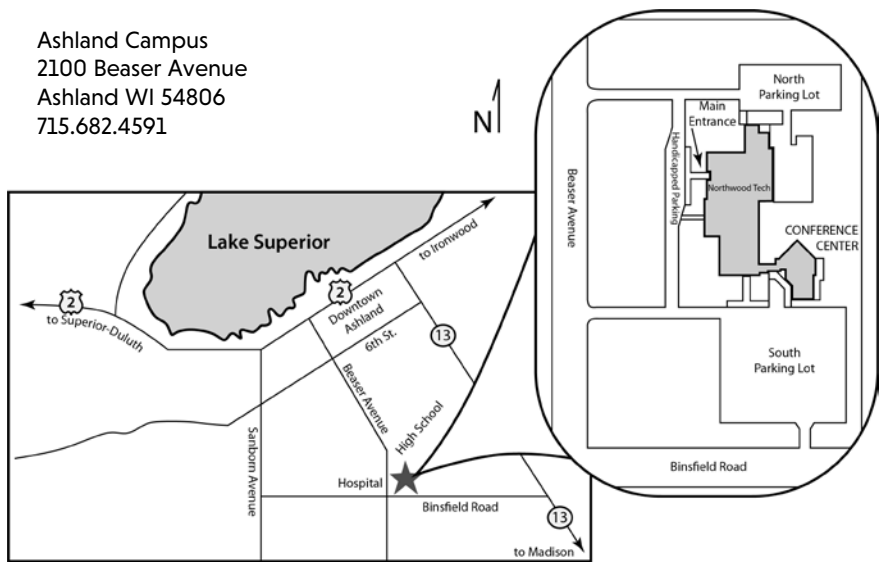 Ashland Campus
2100 Beaser Avenue
Ashland WI 54806
715.682.4591
N
Lake Superior
2
to Superior-Duluth
2
to Ironwood
Downtown
Ashland
6th St.
13
Beaser Avenue
High School
Sanborn Avenue
Hospital
Binsfield Road
13
to Madison
North
Parking Lot
Main
Entrance
Handicapped Parking
Beaser Avenue
Northwood Tech
CONFERENCE
CENTER
South
Parking Lot
Binsfield Road